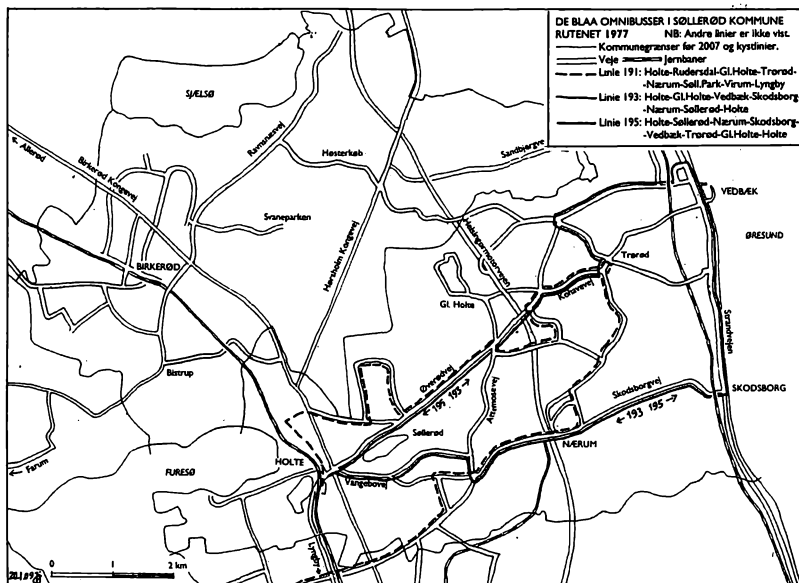 DE BLAA OMNIBUSSER I SØLLERØD KOMMUNE
RUTENET 1977 NB: Andre linier er ikke vist.
Kommunegrænser før 2007 og kystlinier.
Veje Jernbaner
Linie 191: Holte-Rudersdal-Gl.Holte-Trørød-
-Nærum-Søll.Park-Virum-Lyngby
Linie 193: Holte-Gl.Holte-Vedbæk-Skodsborg
-Nærum-Søllerød-Holte
Linie 195: Holte-Søllerød-Nærum-Skodsborg-
-Vedbæk-Trørød-Gl.Holte-Holte
SJÆLSØ
← Allerød
Birkerød Kongevej
Ravnsnæsvej
Høsterkøb
Sandbjergvej
Svaneparken
Hørsholm Kongevej
Helsingørmotorvejen
VEDBÆK
ØRESUND
BIRKERØD
Trørød
Gl. Holte
Kohavevej
Strandvejen
Bistrup
Øverødvej
← 195 193 →
Attemosevej
Skodsborgvej
← 193 195 →
SKODSBORG
Søllerød
NÆRUM
← Farum
FURESØ
HOLTE
Vangebovej
Lyngby →
0 1 2 km